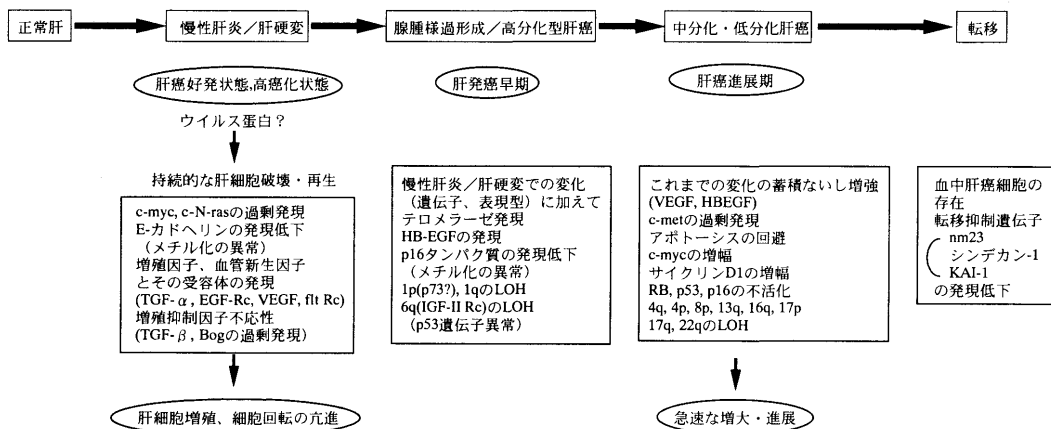 正常肝
慢性肝炎/肝硬変
腺腫様過形成/高分化型肝癌
中分化・低分化肝癌
転移
肝癌好発状態,高癌化状態
肝発癌早期
肝癌進展期
ウイルス蛋白?
持続的な肝細胞破壊・再生
c-myc, c-N-rasの過剰発現
E-カドヘリンの発現低下
(メチル化の異常)
増殖因子、血管新生因子
とその受容体の発現
(TGF-α, EGF-Rc, VEGF, flt Rc)
増殖抑制因子不応性
(TGF-β, Bogの過剰発現)
肝細胞増殖、細胞回転の亢進
慢性肝炎/肝硬変での変化
(遺伝子、表現型)に加えて
テロメラーゼ発現
HB-EGFの発現
p16タンパク質の発現低下
(メチル化の異常)
1p(p73?), 1qのLOH
6q(IGF-II Rc)のLOH
(p53遺伝子異常)
これまでの変化の蓄積ないし増強
(VEGF, HBEGF)
c-metの過剰発現
アポトーシスの回避
c-mycの増幅
サイクリンD1の増幅
RB, p53, p16の不活化
4q, 4p, 8p, 13q, 16q, 17p
17q, 22qのLOH
急速な増大・進展
血中肝癌細胞の
存在
転移抑制遺伝子
nm23
シンデカン-1
KAI-1
の発現低下